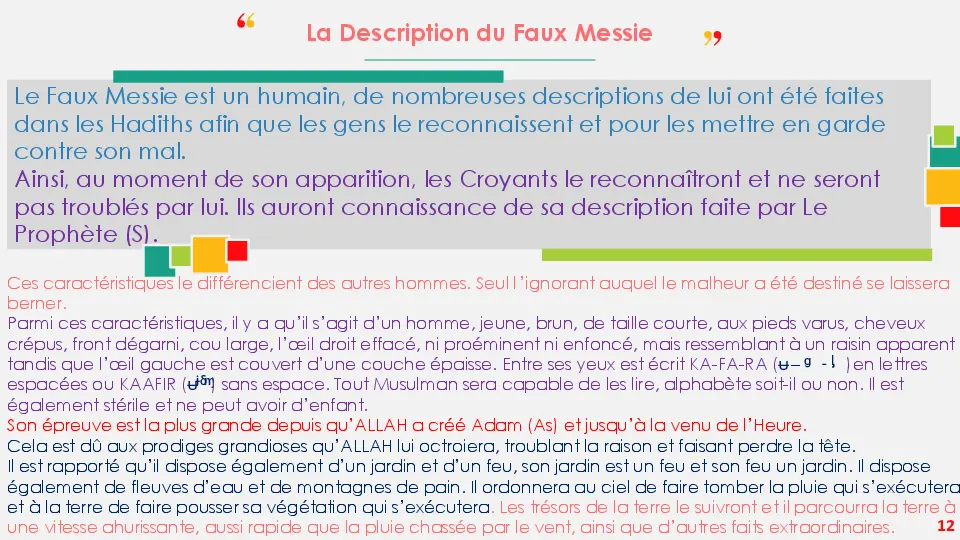 “ La Description du Faux Messie ”
Le Faux Messie est un humain, de nombreuses descriptions de lui ont été faites
dans les Hadiths afin que les gens le reconnaissent et pour les mettre en garde
contre son mal.
Ainsi, au moment de son apparition, les Croyants le reconnaîtront et ne seront
pas troublés par lui. Ils auront connaissance de sa description faite par Le
Prophète (S).
Ces caractéristiques le différencient des autres hommes. Seul l’ignorant auquel le malheur a été destiné se laissera
berner.
Parmi ces caractéristiques, il y a qu’il s’agit d’un homme, jeune, brun, de taille courte, aux pieds varus, cheveux
crépus, front dégarni, cou large, l’œil droit effacé, ni proéminent ni enfoncé, mais ressemblant à un raisin apparent
tandis que l’œil gauche est couvert d’une couche épaisse. Entre ses yeux est écrit KA-FA-RA ( ) en lettres
espacées ou KAAFIR ( ) sans espace. Tout Musulman sera capable de les lire, alphabète soit-il ou non. Il est
également stérile et ne peut avoir d’enfant.
Son épreuve est la plus grande depuis qu’ALLAH a créé Adam (As) et jusqu’à la venu de l’Heure.
Cela est dû aux prodiges grandioses qu’ALLAH lui octroiera, troublant la raison et faisant perdre la tête.
Il est rapporté qu’il dispose également d’un jardin et d’un feu, son jardin est un feu et son feu un jardin. Il dispose
également de fleuves d’eau et de montagnes de pain. Il ordonnera au ciel de faire tomber la pluie qui s’exécutera
et à la terre de faire pousser sa végétation qui s’exécutera. Les trésors de la terre le suivront et il parcourra la terre à
une vitesse ahurissante, aussi rapide que la pluie chassée par le vent, ainsi que d’autres faits extraordinaires.
12